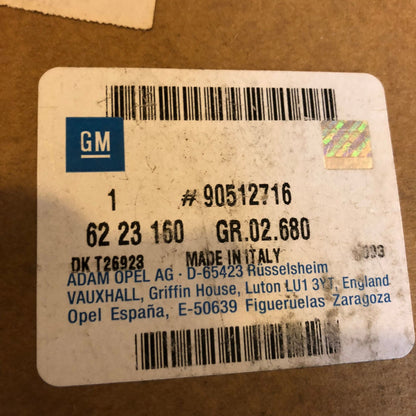 GM
1 # 90512716
62 23 160 GR.02.680
DK T26923 MADE IN ITALY
ADAM OPEL AG · D-65423 Rüsselsheim
VAUXHALL, Griffin House, Luton LU1 3YT, England
Opel España, E-50639 Figueruelas Zaragoza